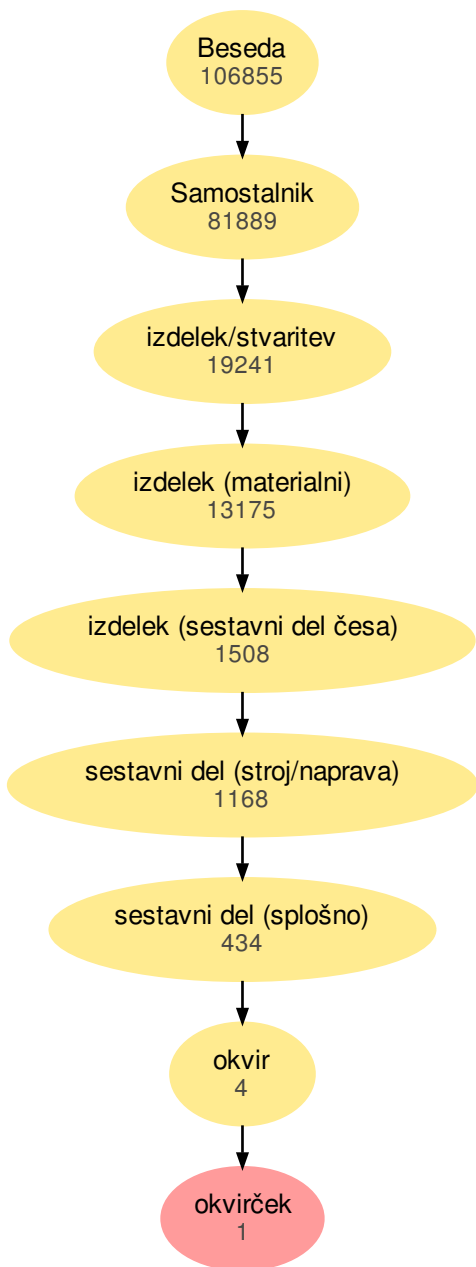 Beseda
106855
Samostalnik
81889
izdelek/stvaritev
19241
izdelek (materialni)
13175
izdelek (sestavni del česa)
1508
sestavni del (stroj/naprava)
1168
sestavni del (splošno)
434
okvir
4
okvirček
1